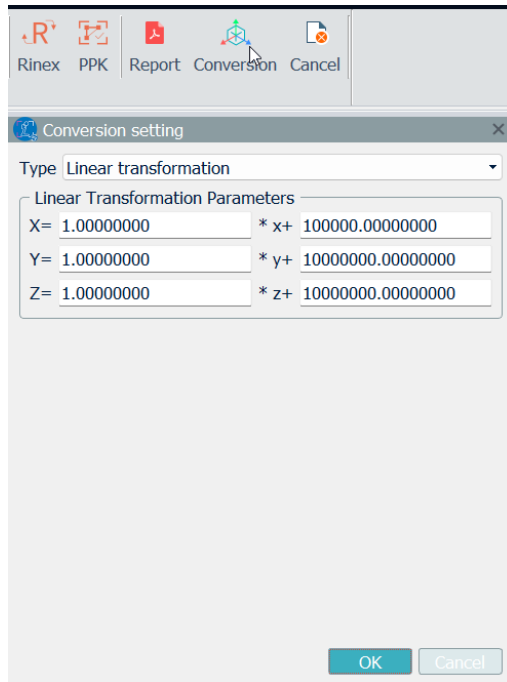 R
Rinex PPK Report Conversion Cancel
Conversion setting
Type Linear transformation
Linear Transformation Parameters
X= 1.00000000 * x+ 100000.00000000
Y= 1.00000000 * y+ 10000000.00000000
Z= 1.00000000 * z+ 10000000.00000000
OK Cancel